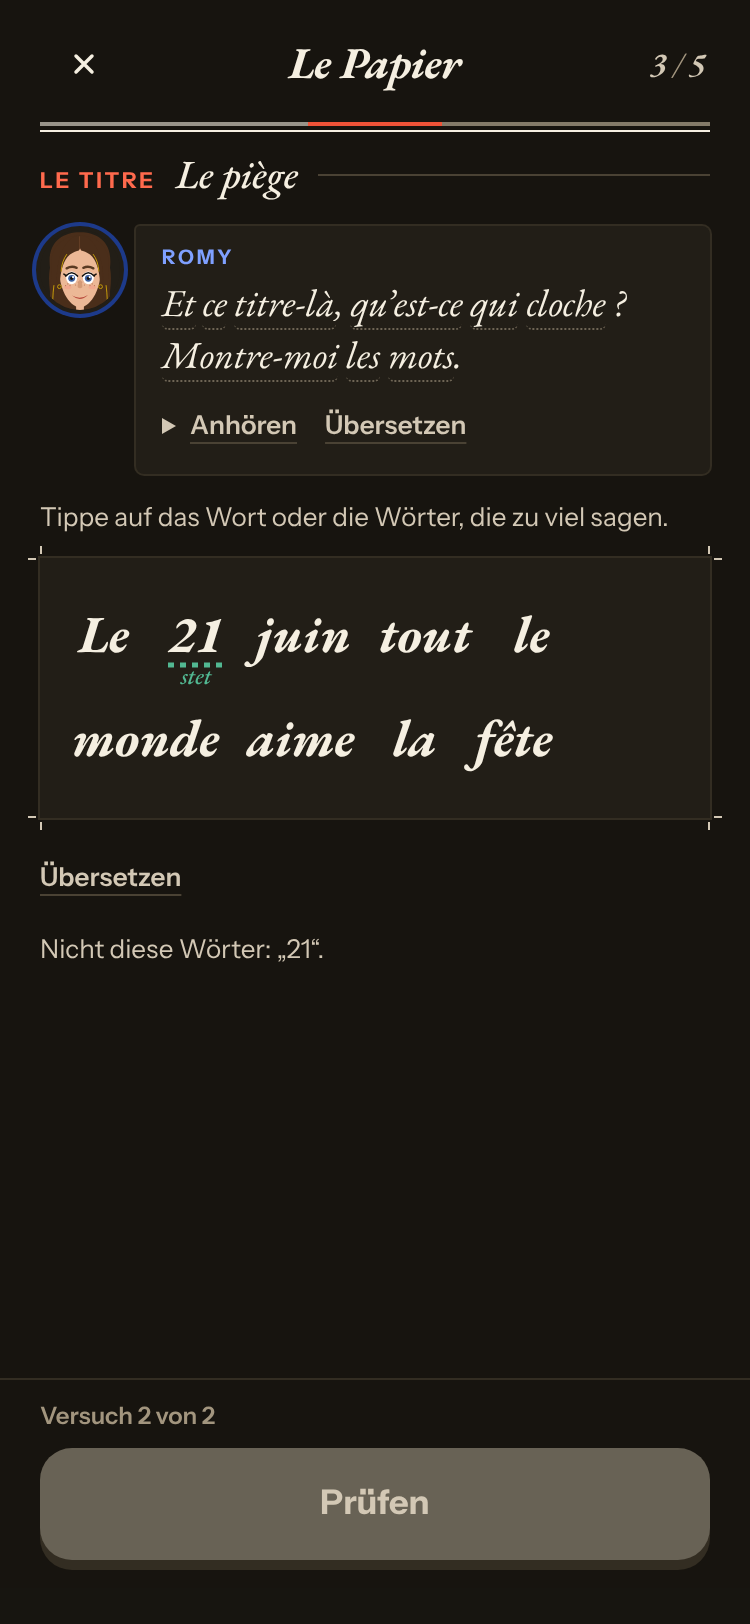 Le Papier
3 / 5
LE TITRE Le piège
ROMY
Et ce titre-là, qu’est-ce qui cloche ?
Montre-moi les mots.
Anhören Übersetzen
Tippe auf das Wort oder die Wörter, die zu viel sagen.
Le 21 juin tout le
stet
monde aime la fête
Übersetzen
Nicht diese Wörter: „21“.
Versuch 2 von 2
Prüfen